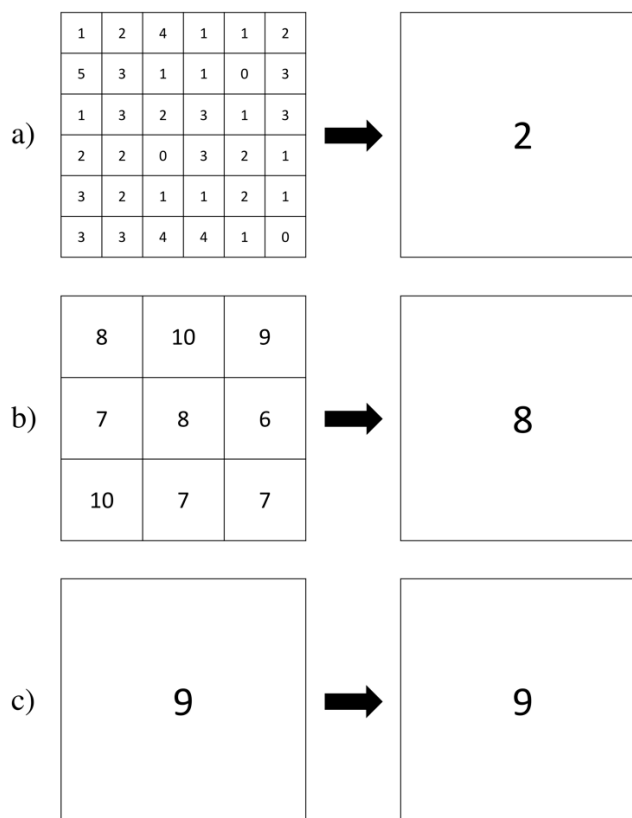 1 2 4 1 1 2
5 3 1 1 0 3
1 3 2 3 1 3
a) 2
2 2 0 3 2 1
3 2 1 1 2 1
3 3 4 4 1 0
8 10 9
b) 7 8 6 8
10 7 7
c) 9 9